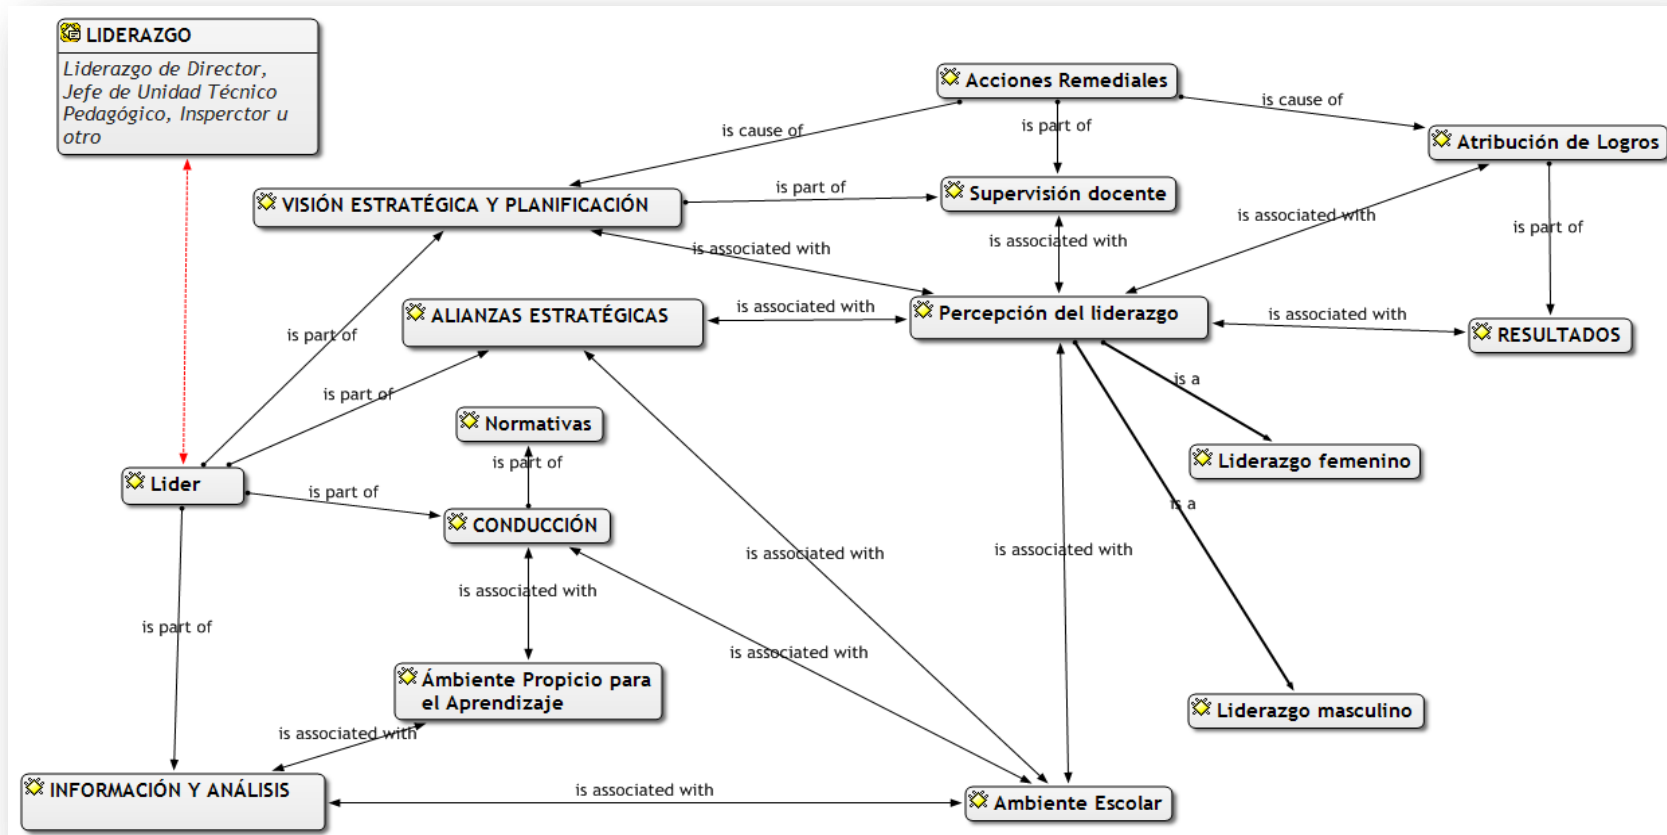 LIDERAZGO
Liderazgo de Director,
Jefe de Unidad Técnico
Pedagógico, Insperctor u
otro
Acciones Remediales
is cause of
is cause of
is part of
Atribución de Logros
VISIÓN ESTRATÉGICA Y PLANIFICACIÓN
is part of
Supervisión docente
is associated with
is part of
is associated with
is associated with
ALIANZAS ESTRATÉGICAS
is associated with
Percepción del liderazgo
is associated with
RESULTADOS
is part of
is part of
is a
Normativas
is part of
Liderazgo femenino
Lider
is part of
is a
CONDUCCIÓN
is associated with
is associated with
is associated with
is part of
is associated with
Ámbiente Propicio para
el Aprendizaje
Liderazgo masculino
is associated with
INFORMACIÓN Y ANÁLISIS
is associated with
Ambiente Escolar